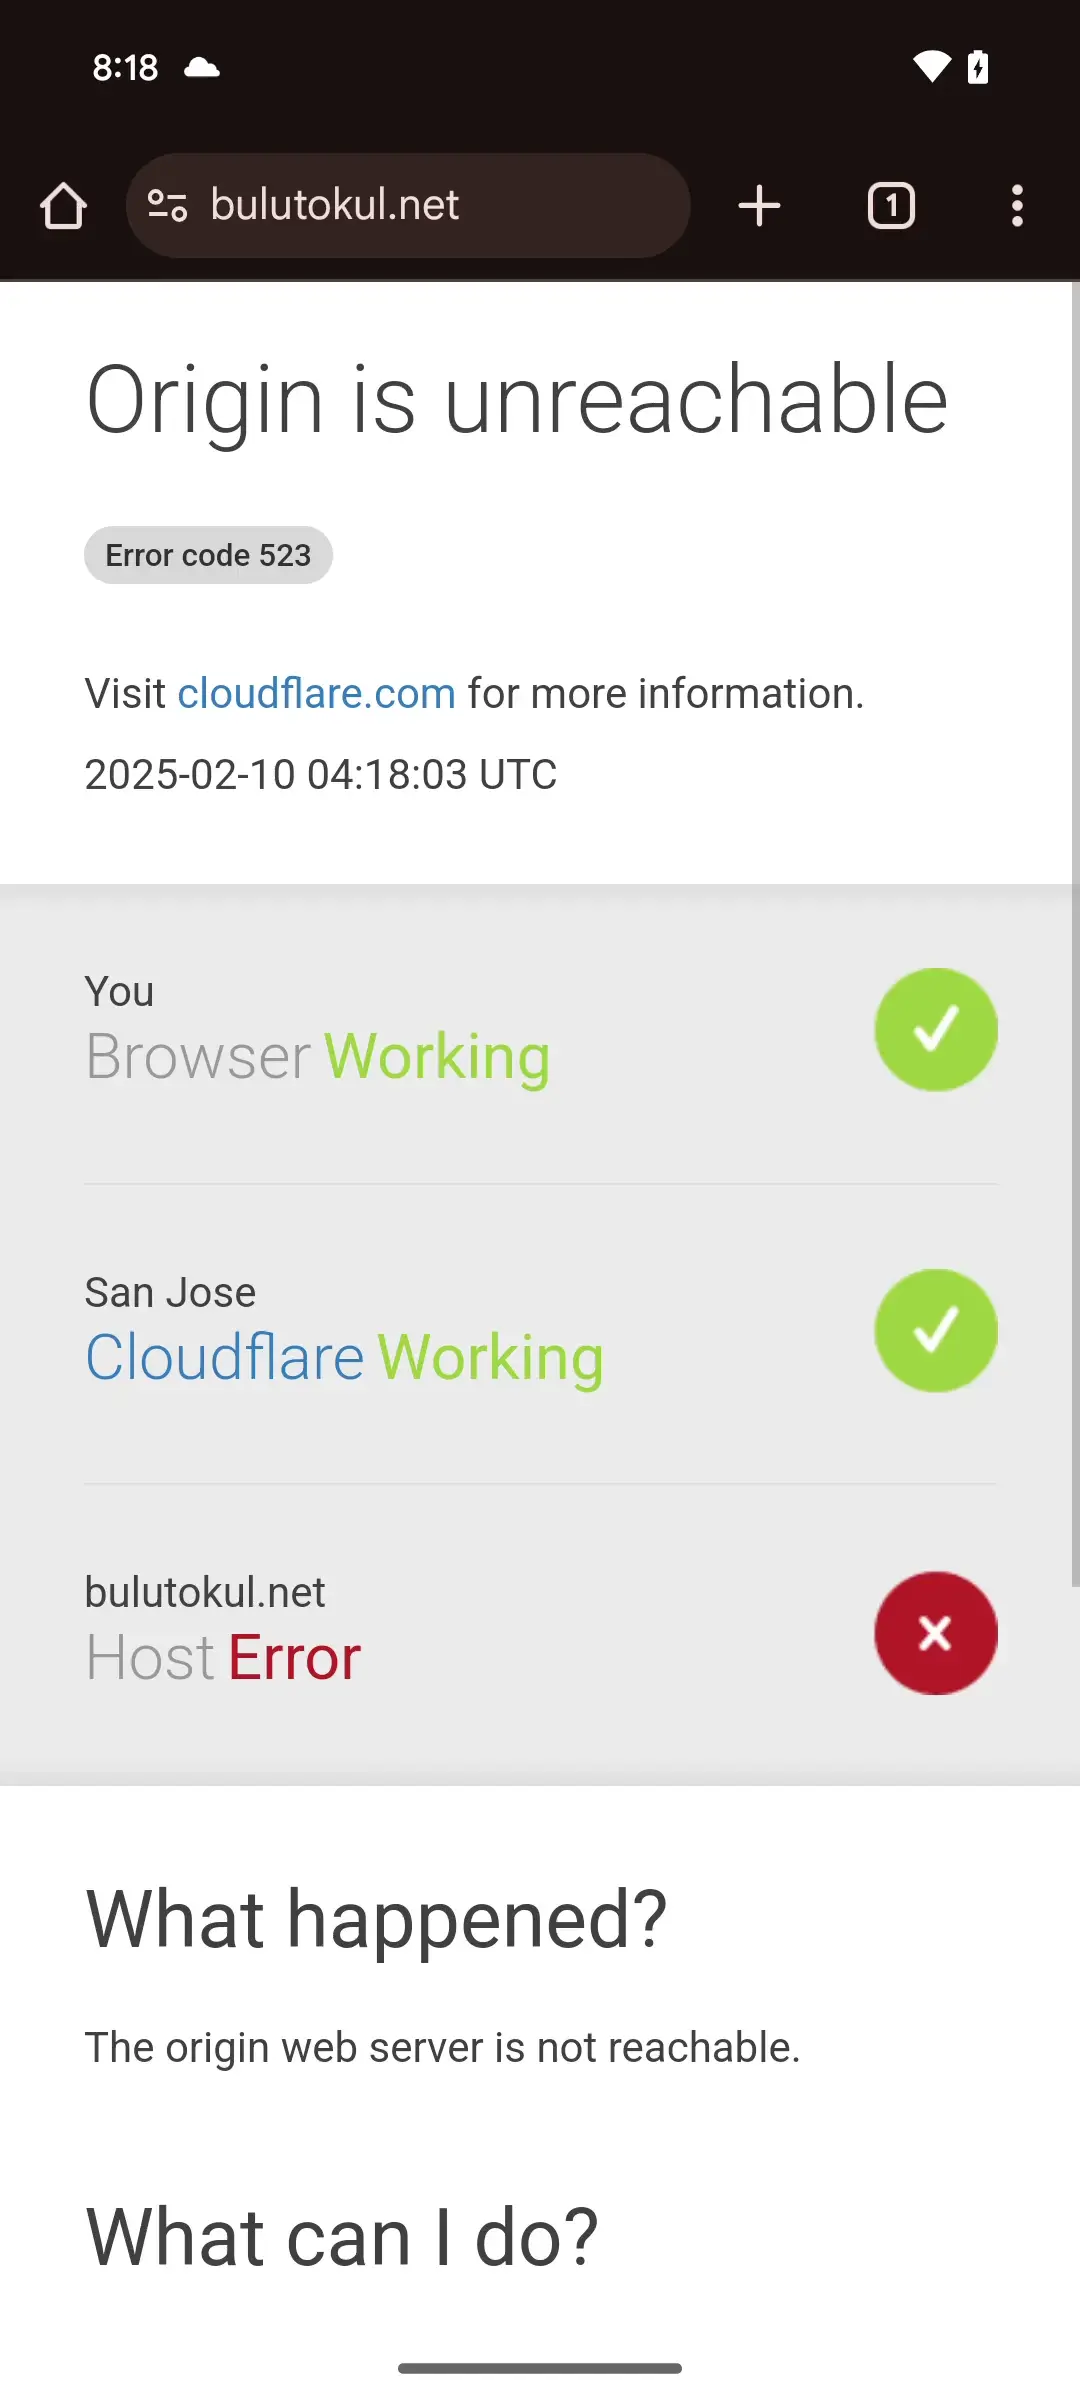 8:18
bulutokul.net
1
Origin is unreachable
Error code 523
Visit cloudflare.com for more information.
2025-02-10 04:18:03 UTC
You
Browser Working
San Jose
Cloudflare Working
bulutokul.net
Host Error
What happened?
The origin web server is not reachable.
What can I do?